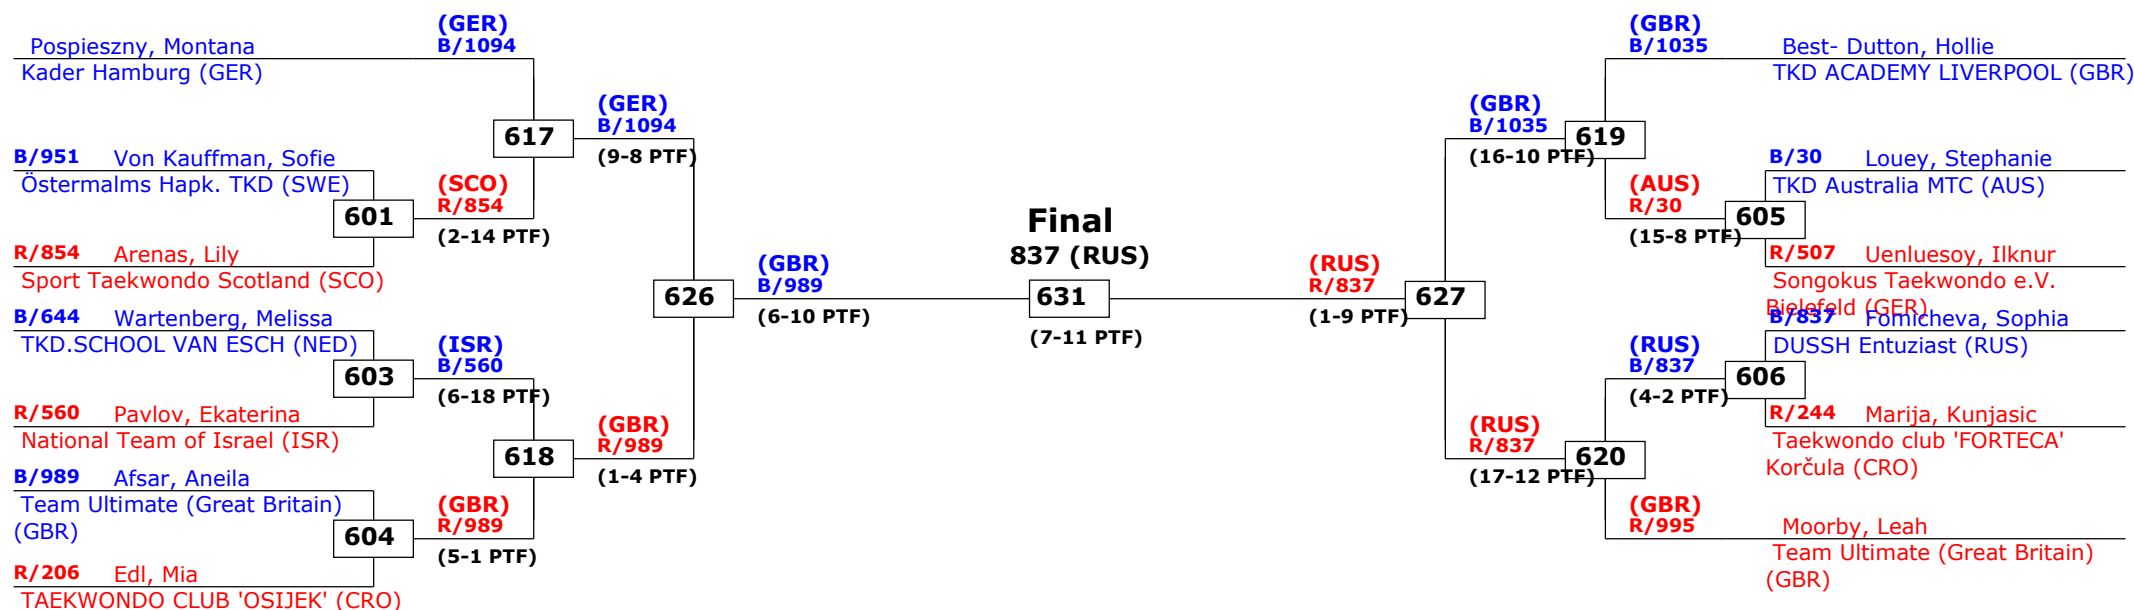 (GER)
B/1094
Pospieszny, Montana
Kader Hamburg (GER)
617
(GER)
B/1094
(9-8 PTF)
B/951 Von Kauffman, Sofie
Östermalms Hapk. TKD (SWE)
601
(SCO)
R/854
(2-14 PTF)
R/854 Arenas, Lily
Sport Taekwondo Scotland (SCO)
626
(GBR)
B/989
(6-10 PTF)
B/644 Wartenberg, Melissa
TKD.SCHOOL VAN ESCH (NED)
603
(ISR)
B/560
(6-18 PTF)
R/560 Pavlov, Ekaterina
National Team of Israel (ISR)
618
(GBR)
R/989
(1-4 PTF)
B/989 Afsar, Aneila
Team Ultimate (Great Britain)
(GBR)
604
(GBR)
R/989
(5-1 PTF)
R/206 Edl, Mia
TAEKWONDO CLUB 'OSIJEK' (CRO)
Final
837 (RUS)
631
(7-11 PTF)
(RUS)
R/837
(1-9 PTF)
627
(GBR)
B/1035
(16-10 PTF)
619
(GBR)
B/1035
Best- Dutton, Hollie
TKD ACADEMY LIVERPOOL (GBR)
B/30 Louey, Stephanie
TKD Australia MTC (AUS)
(AUS)
R/30
(15-8 PTF)
605
R/507 Uenluesoy, Ilknur
Songokus Taekwondo e.V.
Bielefeld (GER)
B/837 Fomicheva, Sophia
DUSSH Entuziast (RUS)
(RUS)
B/837
(4-2 PTF)
606
R/244 Marija, Kunjasic
Taekwondo club 'FORTECA'
Korčula (CRO)
(RUS)
R/837
(17-12 PTF)
620
(GBR)
R/995
Moorby, Leah
Team Ultimate (Great Britain)
(GBR)